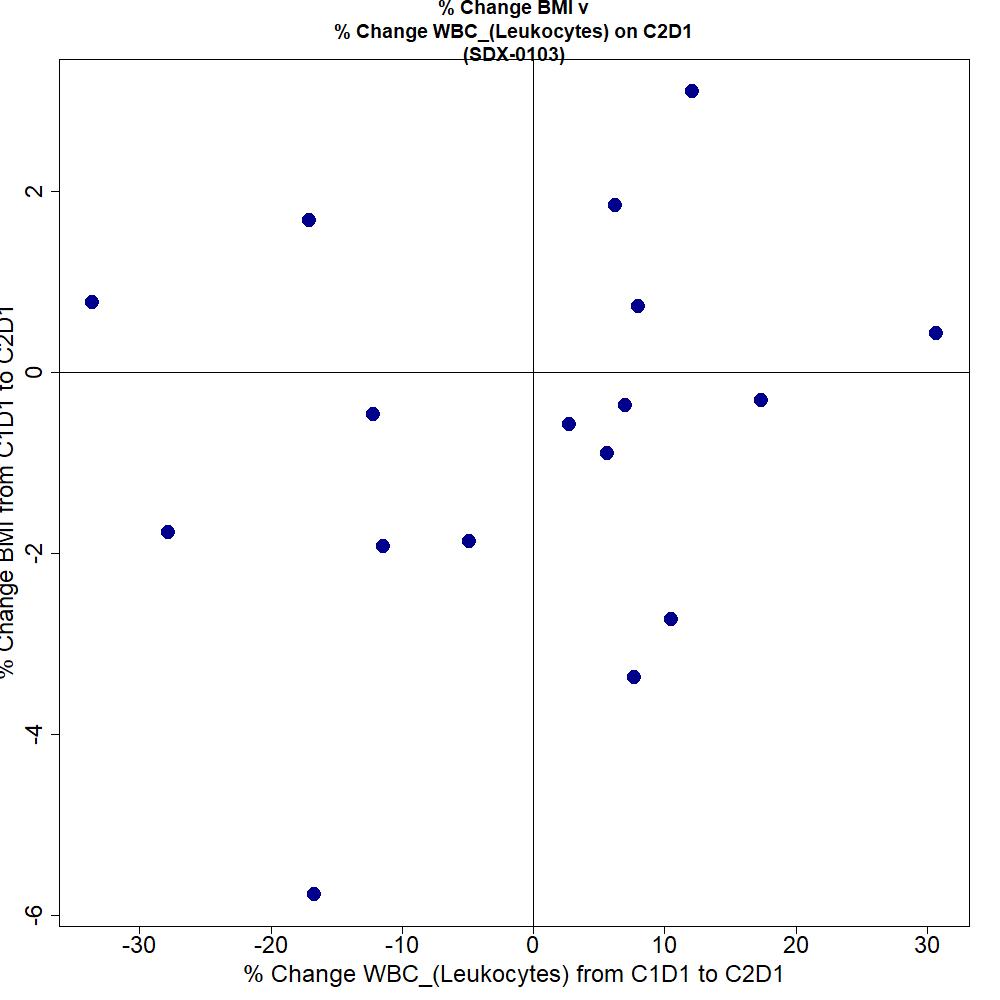 % Change BMI v
% Change WBC_(Leukocytes) on C2D1
(SDX-0103)
% Change BMI from C1D1 to C2D1
2
0
-2
-4
-6
-30
-20
-10
0
10
20
30
% Change WBC_(Leukocytes) from C1D1 to C2D1